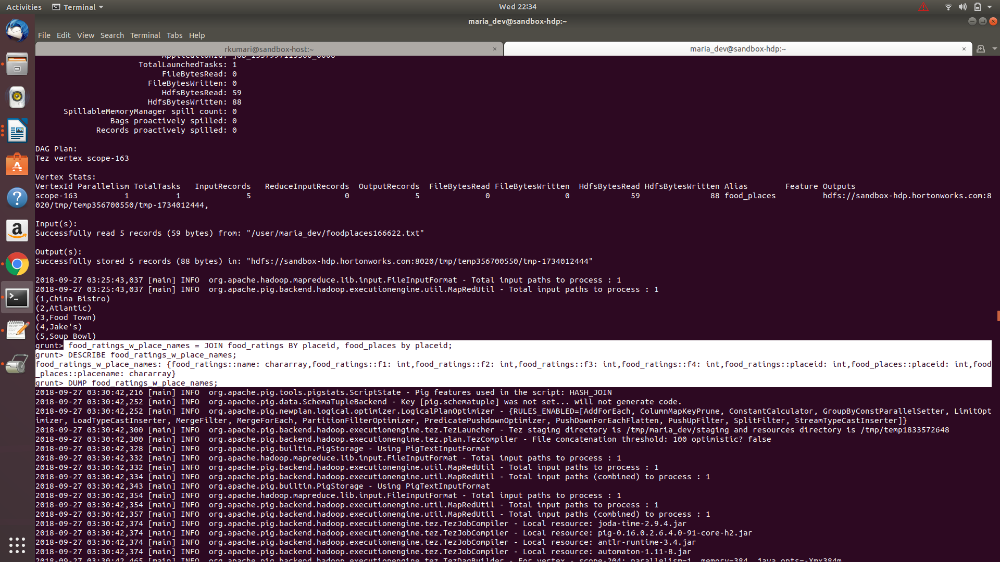 Activities Terminal Wed 22:34
maria_dev@sandbox-hdp:~
File Edit View Search Terminal Tabs Help
rkumari@sandbox-host:~ × maria_dev@sandbox-hdp:~ ×
TotalLaunchedTasks: 1
FileBytesRead: 0
FileBytesWritten: 0
HdfsBytesRead: 59
HdfsBytesWritten: 88
SpillableMemoryManager spill count: 0
Bags proactively spilled: 0
Records proactively spilled: 0
DAG Plan:
Tez vertex scope-163
Vertex Stats:
VertexId Parallelism TotalTasks InputRecords ReduceInputRecords OutputRecords FileBytesRead FileBytesWritten HdfsBytesRead HdfsBytesWritten Alias Feature Outputs
scope-163 1 1 5 0 5 0 0 59 88 food_places hdfs://sandbox-hdp.hortonworks.com:8
020/tmp/temp356700550/tmp-1734012444,
Input(s):
Successfully read 5 records (59 bytes) from: "/user/maria_dev/foodplaces166622.txt"
Output(s):
Successfully stored 5 records (88 bytes) in: "hdfs://sandbox-hdp.hortonworks.com:8020/tmp/temp356700550/tmp-1734012444"
2018-09-27 03:25:43,037 [main] INFO org.apache.hadoop.mapreduce.lib.input.FileInputFormat - Total input paths to process : 1
2018-09-27 03:25:43,037 [main] INFO org.apache.pig.backend.hadoop.executionengine.util.MapRedUtil - Total input paths to process : 1
(1,China Bistro)
(2,Atlantic)
(3,Food Town)
(4,Jake's)
(5,Soup Bowl)
grunt> food_ratings_w_place_names = JOIN food_ratings BY placeid, food_places by placeid;
grunt> DESCRIBE food_ratings_w_place_names;
food_ratings_w_place_names: {food_ratings::name: chararray,food_ratings::f1: int,food_ratings::f2: int,food_ratings::f3: int,food_ratings::f4: int,food_ratings::placeid: int,food_places::placeid: int,food
_places::placename: chararray}
grunt> DUMP food_ratings_w_place_names;
2018-09-27 03:30:42,216 [main] INFO org.apache.pig.tools.pigstats.ScriptState - Pig features used in the script: HASH_JOIN
2018-09-27 03:30:42,252 [main] INFO org.apache.pig.data.SchemaTupleBackend - Key [pig.schematuple] was not set... will not generate code.
2018-09-27 03:30:42,252 [main] INFO org.apache.pig.newplan.logical.optimizer.LogicalPlanOptimizer - {RULES_ENABLED=[AddForEach, ColumnMapKeyPrune, ConstantCalculator, GroupByConstParallelSetter, LimitOpt
imizer, LoadTypeCastInserter, MergeFilter, MergeForEach, PartitionFilterOptimizer, PredicatePushdownOptimizer, PushDownForEachFlatten, PushUpFilter, SplitFilter, StreamTypeCastInserter]}
2018-09-27 03:30:42,300 [main] INFO org.apache.pig.backend.hadoop.executionengine.tez.TezLauncher - Tez staging directory is /tmp/maria_dev/staging and resources directory is /tmp/temp1833572648
2018-09-27 03:30:42,300 [main] INFO org.apache.pig.backend.hadoop.executionengine.tez.plan.TezCompiler - File concatenation threshold: 100 optimistic? false
2018-09-27 03:30:42,328 [main] INFO org.apache.pig.builtin.PigStorage - Using PigTextInputFormat
2018-09-27 03:30:42,332 [main] INFO org.apache.hadoop.mapreduce.lib.input.FileInputFormat - Total input paths to process : 1
2018-09-27 03:30:42,332 [main] INFO org.apache.pig.backend.hadoop.executionengine.util.MapRedUtil - Total input paths to process : 1
2018-09-27 03:30:42,334 [main] INFO org.apache.pig.backend.hadoop.executionengine.util.MapRedUtil - Total input paths (combined) to process : 1
2018-09-27 03:30:42,343 [main] INFO org.apache.pig.builtin.PigStorage - Using PigTextInputFormat
2018-09-27 03:30:42,354 [main] INFO org.apache.hadoop.mapreduce.lib.input.FileInputFormat - Total input paths to process : 1
2018-09-27 03:30:42,354 [main] INFO org.apache.pig.backend.hadoop.executionengine.util.MapRedUtil - Total input paths to process : 1
2018-09-27 03:30:42,357 [main] INFO org.apache.pig.backend.hadoop.executionengine.util.MapRedUtil - Total input paths (combined) to process : 1
2018-09-27 03:30:42,374 [main] INFO org.apache.pig.backend.hadoop.executionengine.tez.TezJobCompiler - Local resource: joda-time-2.9.4.jar
2018-09-27 03:30:42,374 [main] INFO org.apache.pig.backend.hadoop.executionengine.tez.TezJobCompiler - Local resource: pig-0.16.0.2.6.4.0-91-core-h2.jar
2018-09-27 03:30:42,374 [main] INFO org.apache.pig.backend.hadoop.executionengine.tez.TezJobCompiler - Local resource: antlr-runtime-3.4.jar
2018-09-27 03:30:42,374 [main] INFO org.apache.pig.backend.hadoop.executionengine.tez.TezJobCompiler - Local resource: automaton-1.11-8.jar
2018-09-27 03:30:42,465 [main] INFO org.apache.pig.backend.hadoop.executionengine.tez.TezDagBuilder - For vertex - scope-204: parallelism=1, memory=384, java opts=-Xmx384m